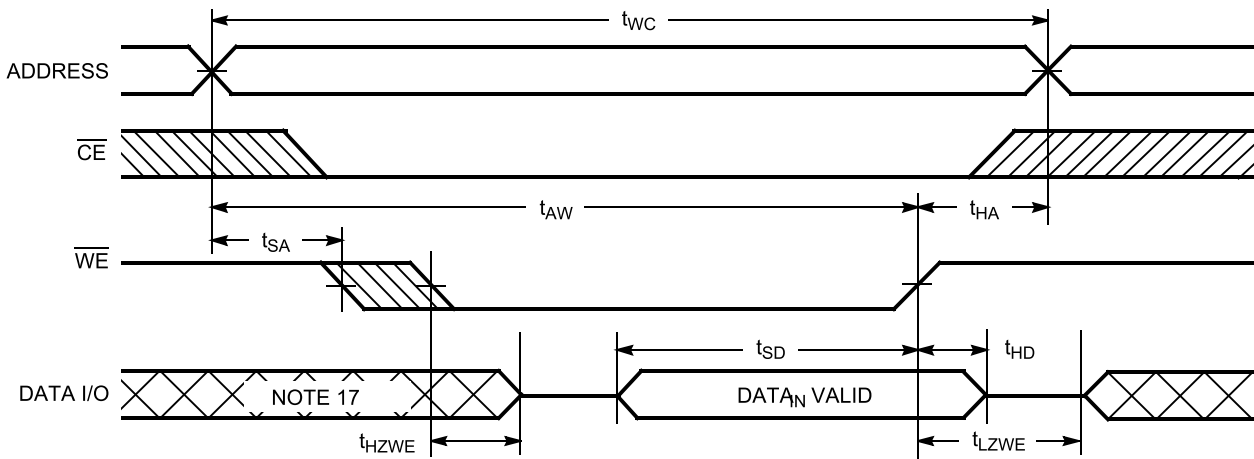 tWC
ADDRESS
CE
tAW
tHA
tSA
WE
tSD
tHD
DATA I/O
NOTE 17
DATAIN VALID
tHZWE
tLZWE